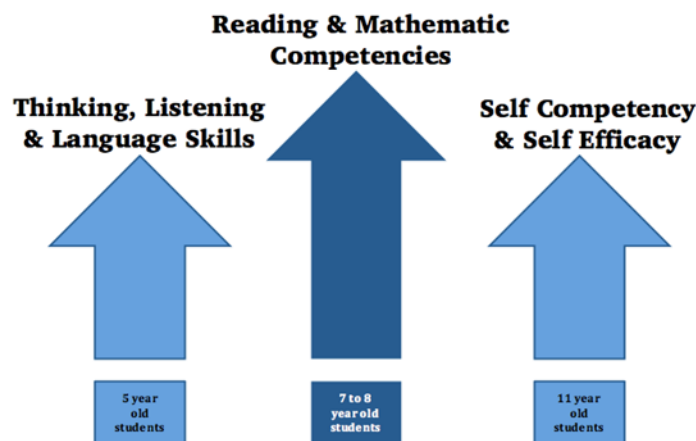 Reading & Mathematic
Competencies
Thinking, Listening
& Language Skills
Self Competency
& Self Efficacy
5 year
old
students
7 to 8
year old
students
11 year
old
students